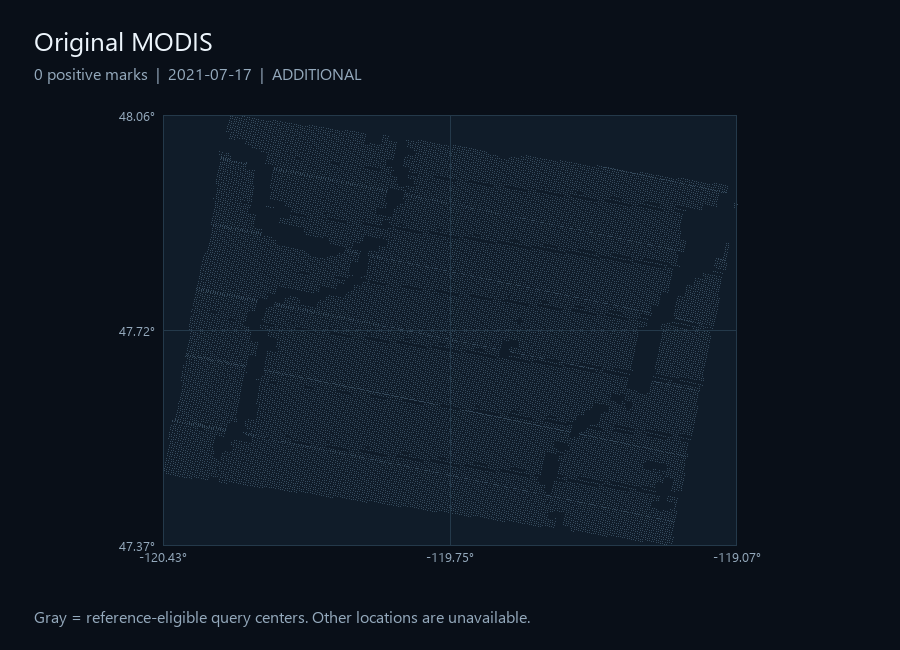 Original MODIS
0 positive marks | 2021-07-17 | ADDITIONAL
48.06°
47.72°
47.37°
-120.43°
-119.75°
-119.07°
Gray = reference-eligible query centers. Other locations are unavailable.